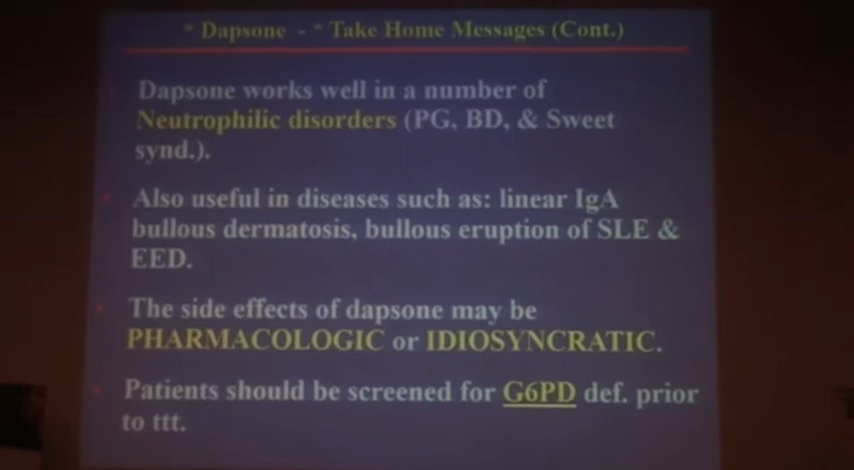 * Dapsone - * Take Home Messages (Cont.)
Dapsone works well in a number of
Neutrophilic disorders (PG, BD, & Sweet
synd.).
Also useful in diseases such as: linear IgA
bullous dermatosis, bullous eruption of SLE &
EED.
The side effects of dapsone may be
PHARMACOLOGIC or IDIOSYNCRATIC.
Patients should be screened for G6PD def. prior
to ttt.